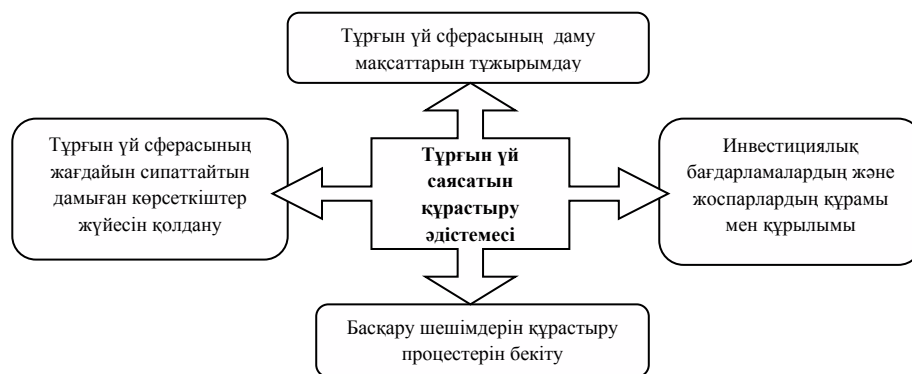 Тұрғын үй сферасының даму
мақсаттарын тұжырымдау
Тұрғын үй сферасының
жағдайын сипаттайтын
дамыған көрсеткіштер
жүйесін қолдану
Тұрғын үй
саясатын
құрастыру
әдістемесі
Инвестициялық
бағдарламалардың және
жоспарлардың құрамы
мен құрылымы
Басқару шешімдерін құрастыру
процестерін бекіту